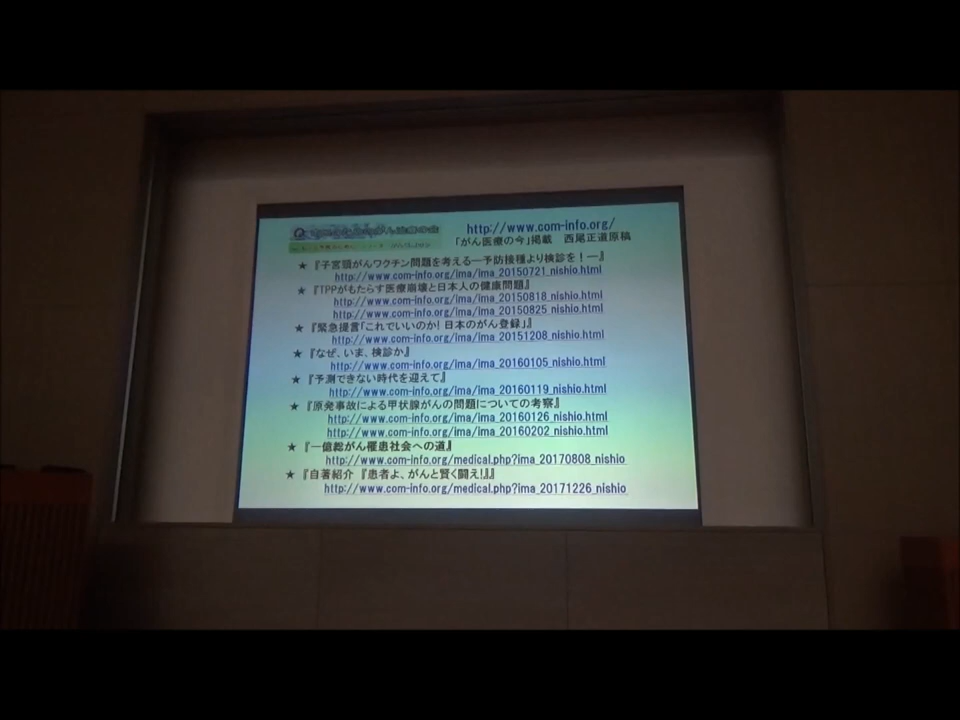 http://www.com-info.org/
「がん医療の今」掲載　西尾正道原稿
★『子宮頸がんワクチン問題を考える―予防接種より検診を！―』
http://www.com-info.org/ima/ima_20150721_nishio.html
★『TPPがもたらす医療崩壊と日本人の健康問題』
http://www.com-info.org/ima/ima_20150818_nishio.html
http://www.com-info.org/ima/ima_20150825_nishio.html
★『緊急提言「これでいいのか! 日本のがん登録」』
http://www.com-info.org/ima/ima_20151208_nishio.html
★『なぜ、いま、検診か』
http://www.com-info.org/ima/ima_20160105_nishio.html
★『予測できない時代を迎えて』
http://www.com-info.org/ima/ima_20160119_nishio.html
★『原発事故による甲状腺がんの問題についての考察』
http://www.com-info.org/ima/ima_20160126_nishio.html
http://www.com-info.org/ima/ima_20160202_nishio.html
★『一億総がん罹患社会への道』
http://www.com-info.org/medical.php?ima_20170808_nishio
★『自著紹介 『患者よ、がんと賢く闘え!』』
http://www.com-info.org/medical.php?ima_20171226_nishio